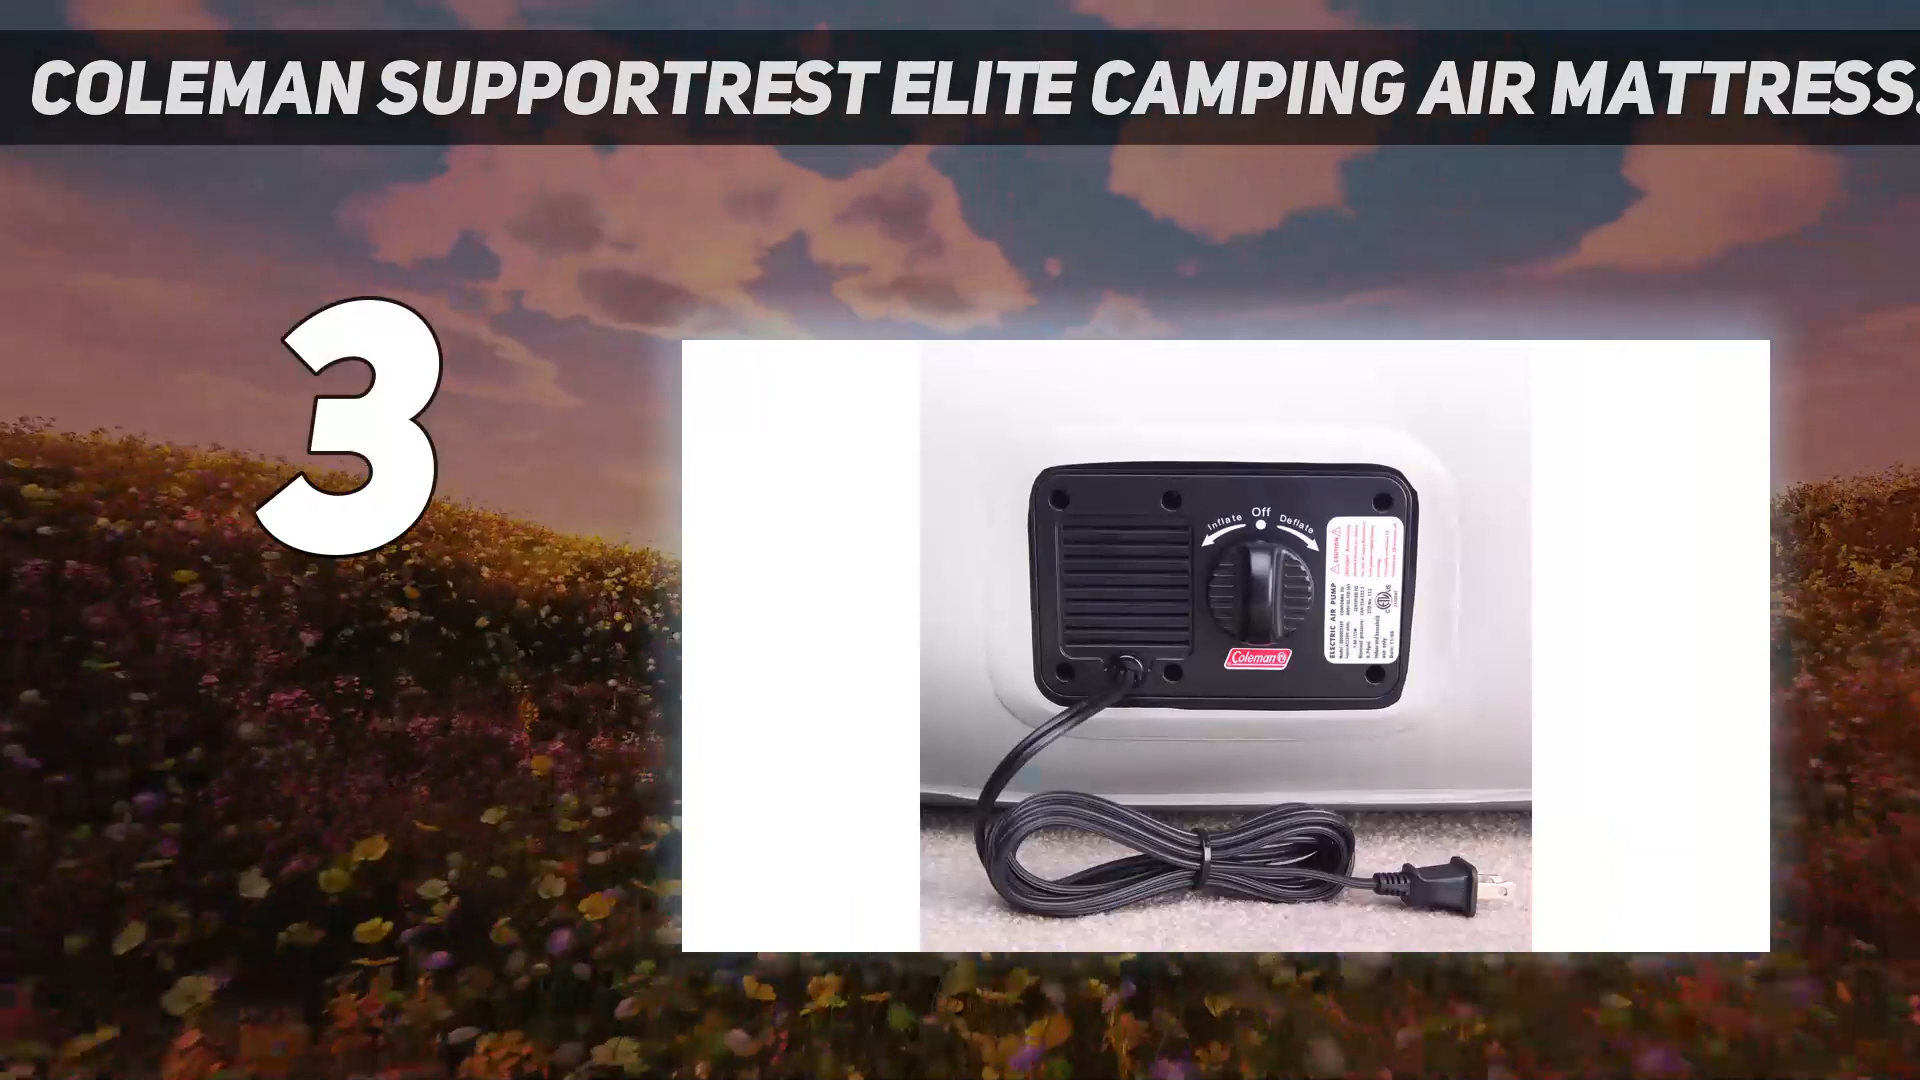 COLEMAN SUPPORTREST ELITE CAMPING AIR MATTRESS.
3
Inflate Off Deflate
Coleman
CAUTION
ELECTRIC AIR PUMP